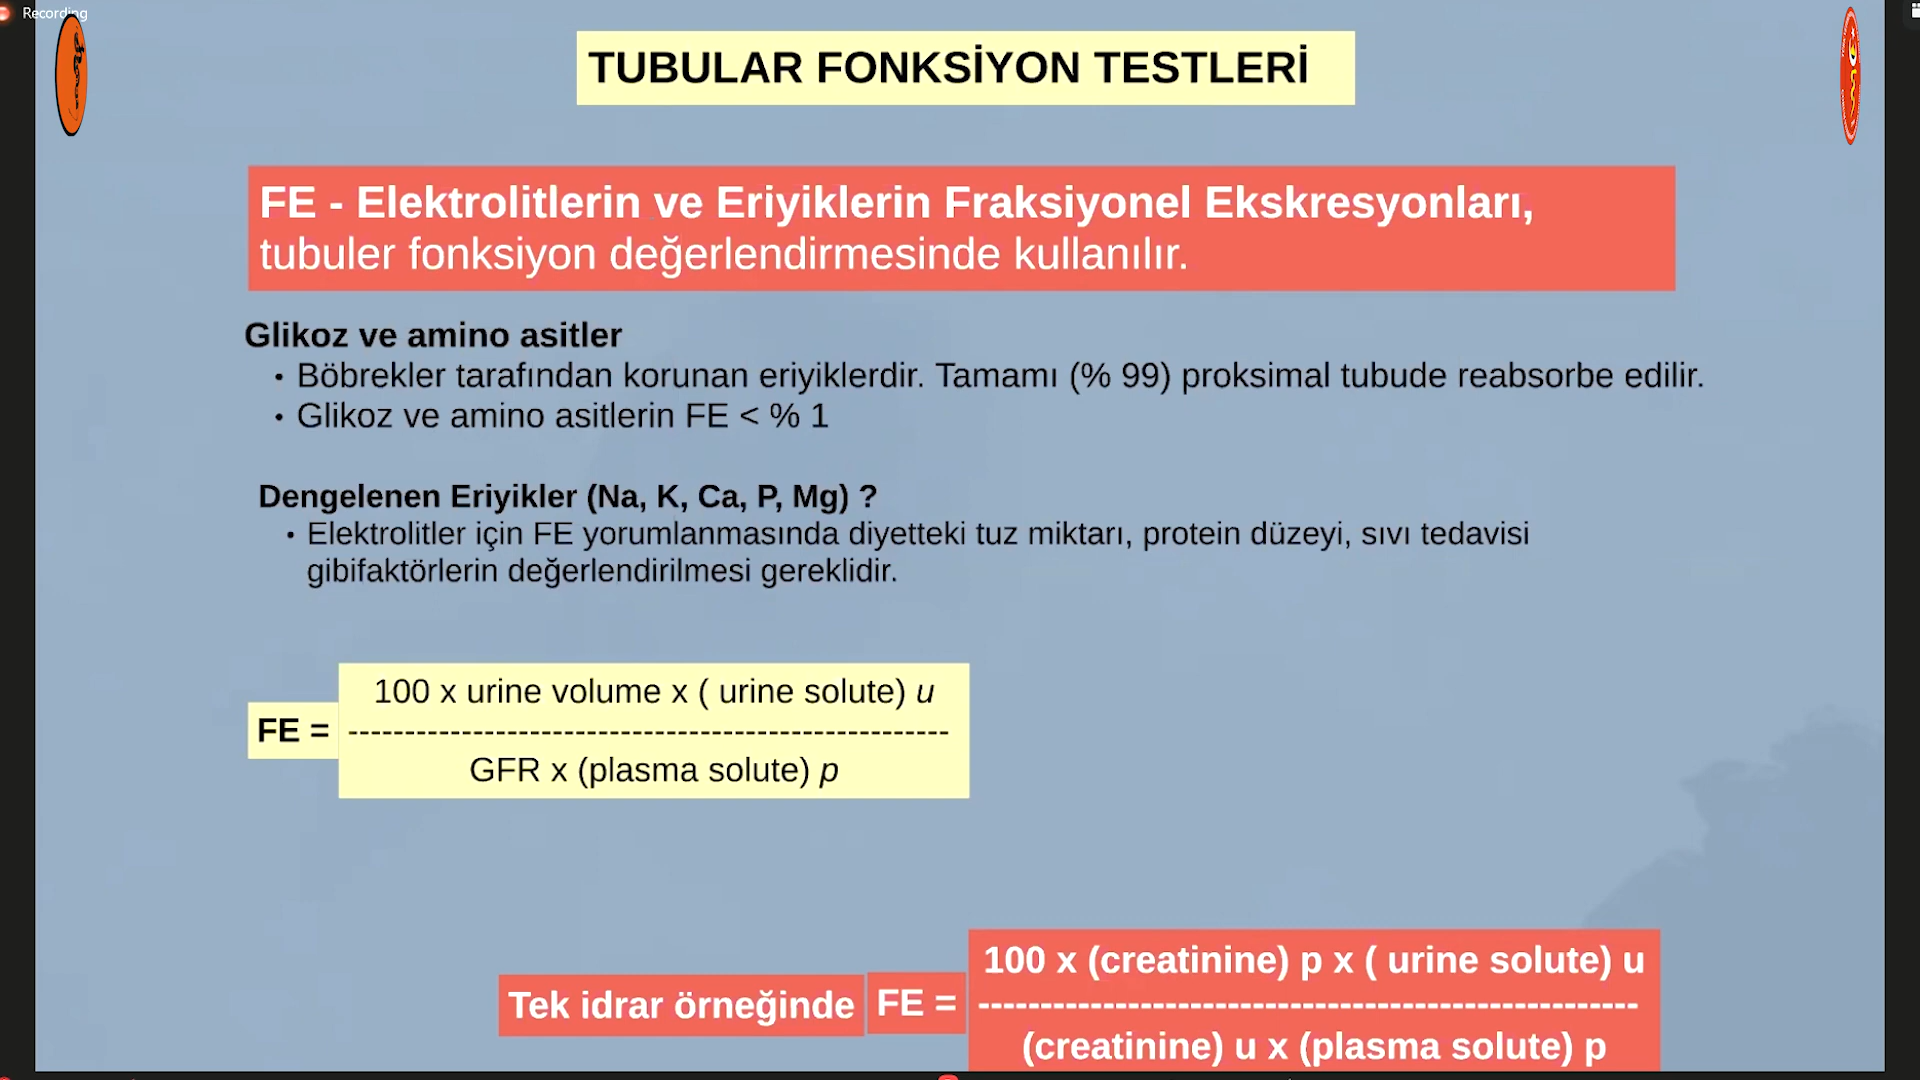 Recording
TUBULAR FONKSİYON TESTLERİ
FE - Elektrolitlerin ve Eriyiklerin Fraksiyonel Ekskresyonları,
tubuler fonksiyon değerlendirmesinde kullanılır.
Glikoz ve amino asitler
• Böbrekler tarafından korunan eriyiklerdir. Tamamı (% 99) proksimal tubude reabsorbe edilir.
• Glikoz ve amino asitlerin FE < % 1
Dengelenen Eriyikler (Na, K, Ca, P, Mg) ?
• Elektrolitler için FE yorumlanmasında diyetteki tuz miktarı, protein düzeyi, sıvı tedavisi
gibifaktörlerin değerlendirilmesi gereklidir.
100 x urine volume x ( urine solute) u
FE = -----------------------------------------------------
GFR x (plasma solute) p
100 x (creatinine) p x ( urine solute) u
Tek idrar örneğinde FE = -----------------------------------------------------
(creatinine) u x (plasma solute) p